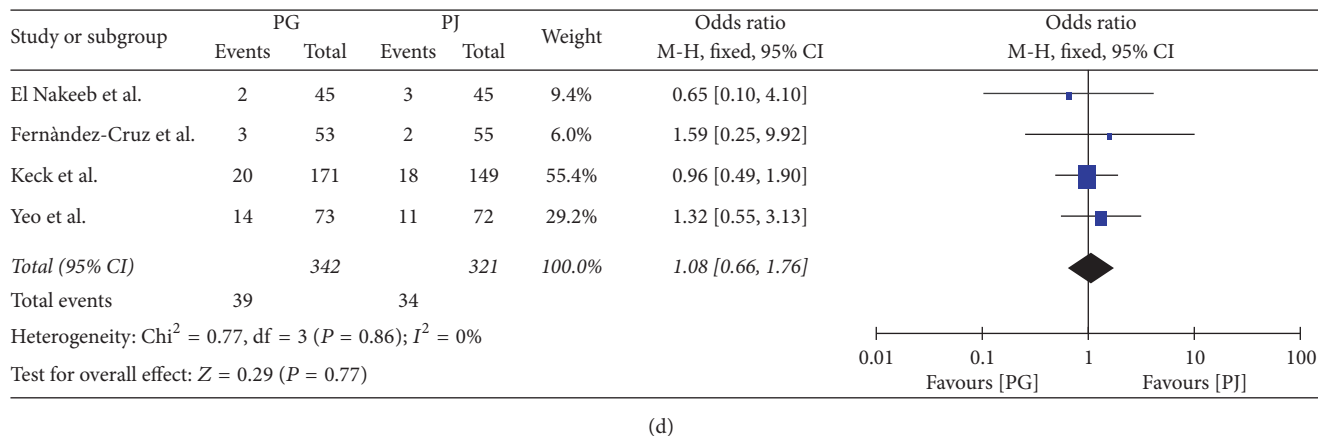 Study or subgroup PG PJ Weight Odds ratio Odds ratio
Events Total Events Total M-H, fixed, 95% CI M-H, fixed, 95% CI
El Nakeeb et al. 2 45 3 45 9.4% 0.65 [0.10, 4.10]
Fernàndez-Cruz et al. 3 53 2 55 6.0% 1.59 [0.25, 9.92]
Keck et al. 20 171 18 149 55.4% 0.96 [0.49, 1.90]
Yeo et al. 14 73 11 72 29.2% 1.32 [0.55, 3.13]
Total (95% CI) 342 321 100.0% 1.08 [0.66, 1.76]
Total events 39 34
Heterogeneity: Chi² = 0.77, df = 3 (P = 0.86); I² = 0%
Test for overall effect: Z = 0.29 (P = 0.77)
0.01 0.1 1 10 100
Favours [PG] Favours [PJ]
(d)